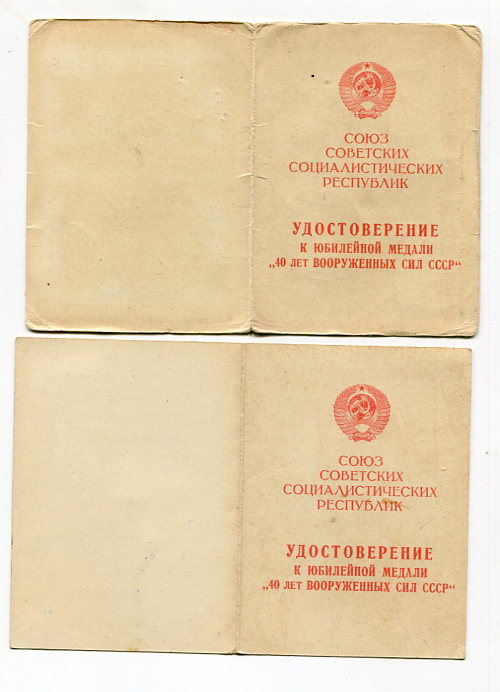 СОЮЗ
СОВЕТСКИХ
СОЦИАЛИСТИЧЕСКИХ
РЕСПУБЛИК
УДОСТОВЕРЕНИЕ
К ЮБИЛЕЙНОЙ МЕДАЛИ
„40 ЛЕТ ВООРУЖЕННЫХ СИЛ СССР“
СОЮЗ
СОВЕТСКИХ
СОЦИАЛИСТИЧЕСКИХ
РЕСПУБЛИК
УДОСТОВЕРЕНИЕ
К ЮБИЛЕЙНОЙ МЕДАЛИ
„40 ЛЕТ ВООРУЖЕННЫХ СИЛ СССР“